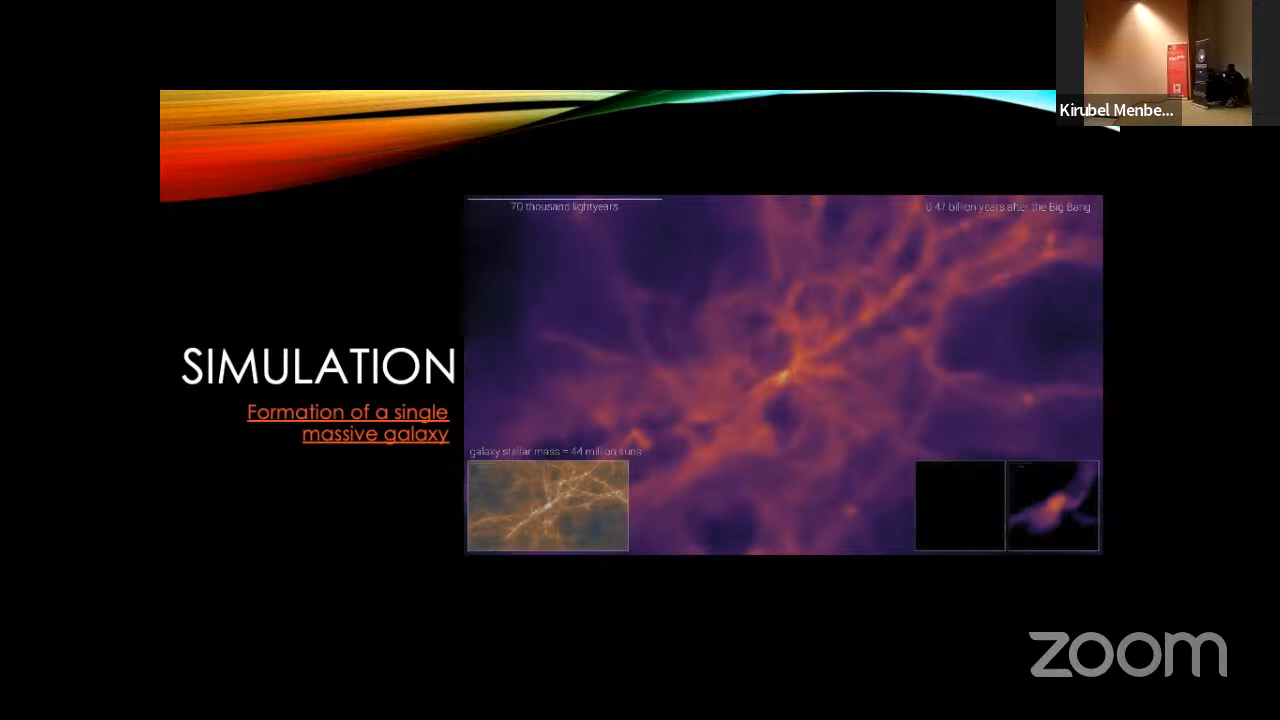 Kirubel Menbe...
70 thousand lightyears
0.47 billion years after the Big Bang
SIMULATION
Formation of a single
massive galaxy
galaxy stellar mass = 44 million suns
zoom